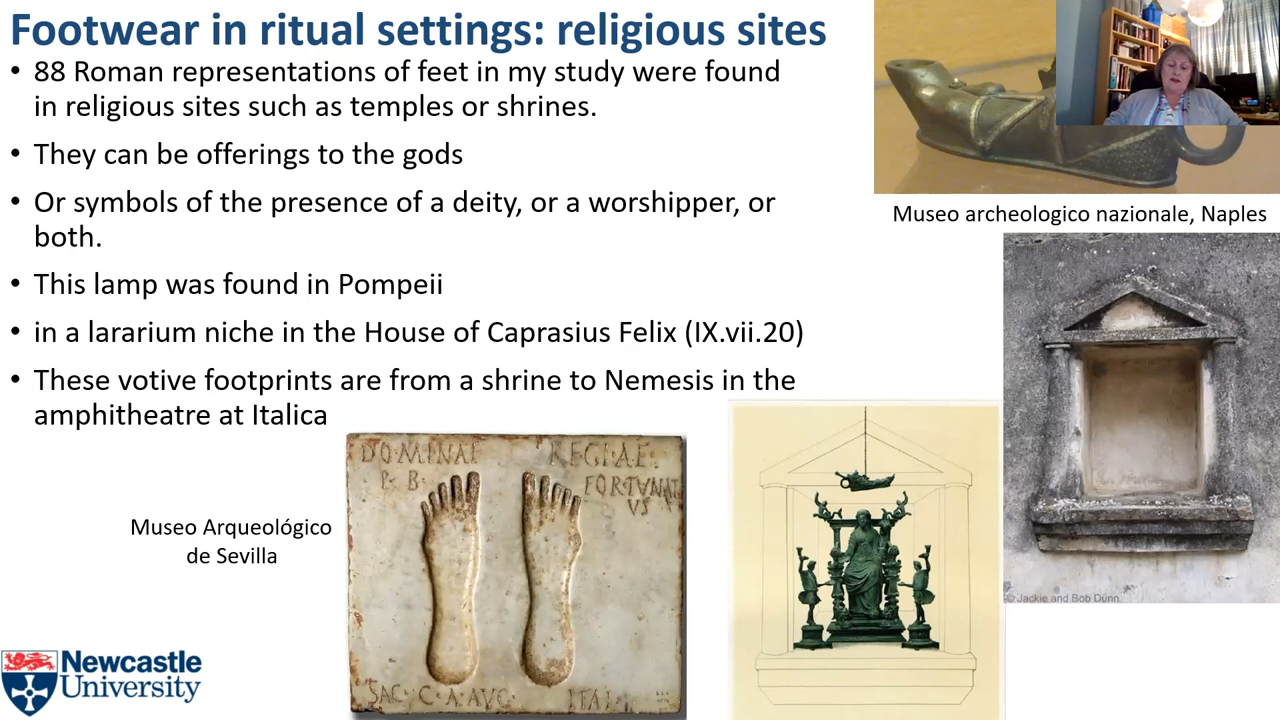 Footwear in ritual settings: religious sites
• 88 Roman representations of feet in my study were found
in religious sites such as temples or shrines.
• They can be offerings to the gods
• Or symbols of the presence of a deity, or a worshipper, or
both.
• This lamp was found in Pompeii
• in a lararium niche in the House of Caprasius Felix (IX.vii.20)
• These votive footprints are from a shrine to Nemesis in the
amphitheatre at Italica
Museo archeologico nazionale, Naples
© Jackie and Bob Dunn
Museo Arqueológico
de Sevilla
DOMINAE REGIAE
P. B. FORTVNAT
VS
SAC· C· A· AVG· ITAL
Newcastle
University